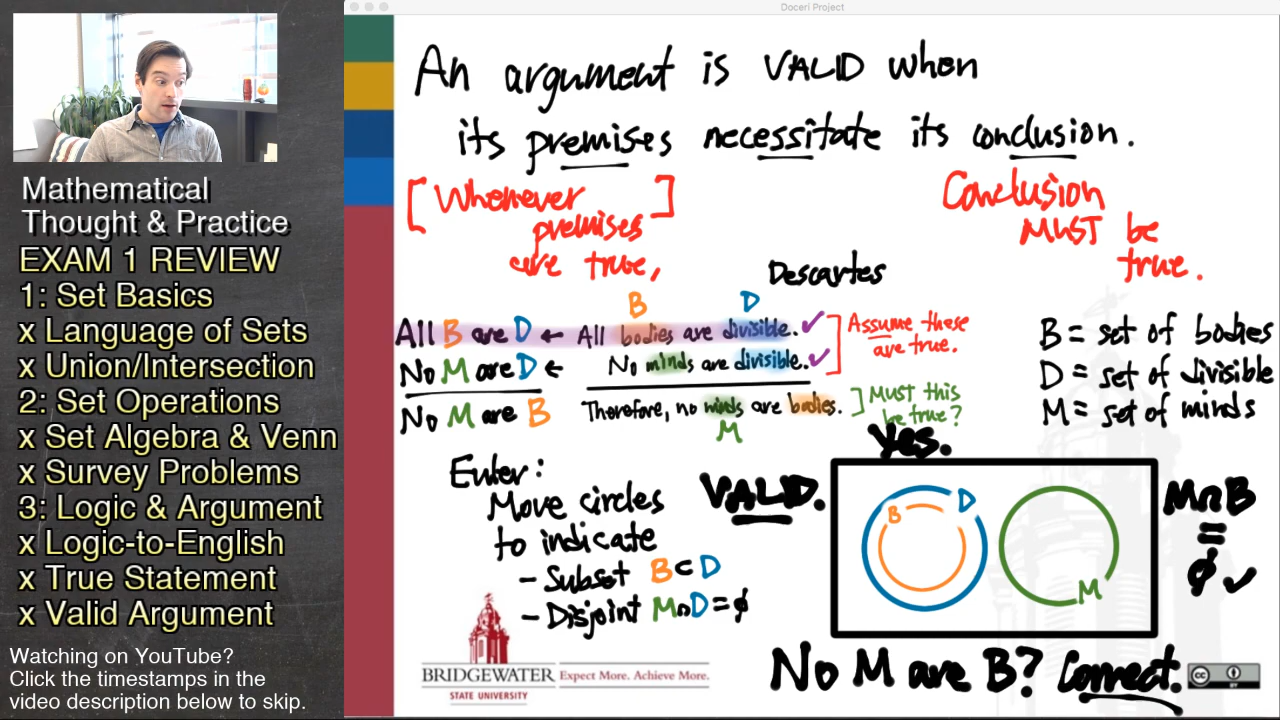 Doceri Project
Mathematical
Thought & Practice
EXAM 1 REVIEW
1: Set Basics
x Language of Sets
x Union/Intersection
2: Set Operations
x Set Algebra & Venn
x Survey Problems
3: Logic & Argument
x Logic-to-English
x True Statement
x Valid Argument
Watching on YouTube?
Click the timestamps in the
video description below to skip.
An argument is VALID when
its premises necessitate its conclusion.
[Whenever]
premises
are true,
Conclusion
MUST be
true.
Descartes
B D
All B are D ← All bodies are divisible. ✓
No M are D ← No minds are divisible. ✓
No M are B Therefore, no minds are bodies.
M
] Assume these
are true.
] Must this
be true?
Yes.
B = set of bodies
D = set of divisible
M = set of minds
Euler:
Move circles
to indicate
- Subset B⊂D
- Disjoint M∩D=∅
VALID.
B D
M
M∩B
=
∅ ✓
No M are B? Correct.
BRIDGEWATER
STATE UNIVERSITY
Expect More. Achieve More.
CC BY